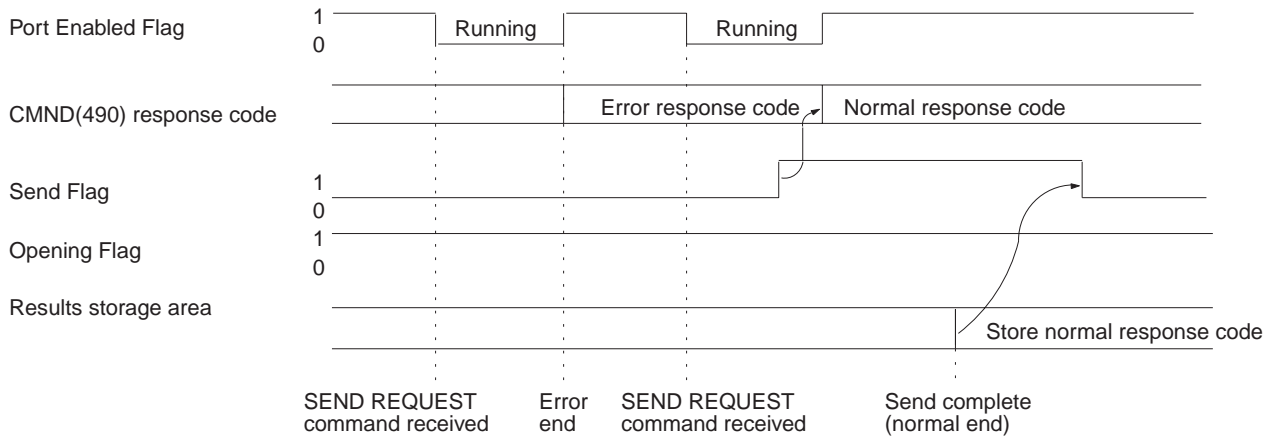 Port Enabled Flag
1
0
Running
Running
CMND(490) response code
Error response code
Normal response code
Send Flag
1
0
Opening Flag
1
0
Results storage area
Store normal response code
SEND REQUEST
command received
Error
end
SEND REQUEST
command received
Send complete
(normal end)